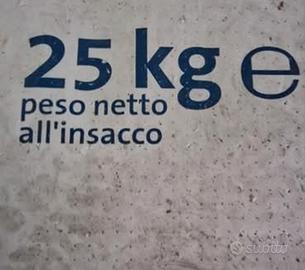 25 kg ℮
peso netto
all'insacco
subito